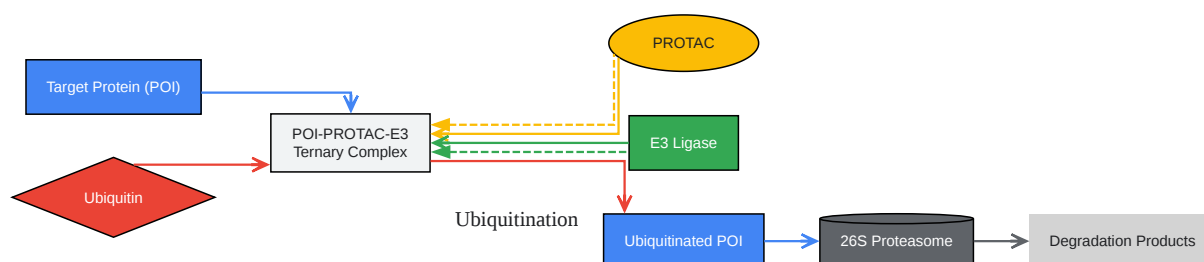 PROTAC
Target Protein (POI)
POI-PROTAC-E3
Ternary Complex
E3 Ligase
Ubiquitin
Ubiquitination
Ubiquitinated POI
26S Proteasome
Degradation Products